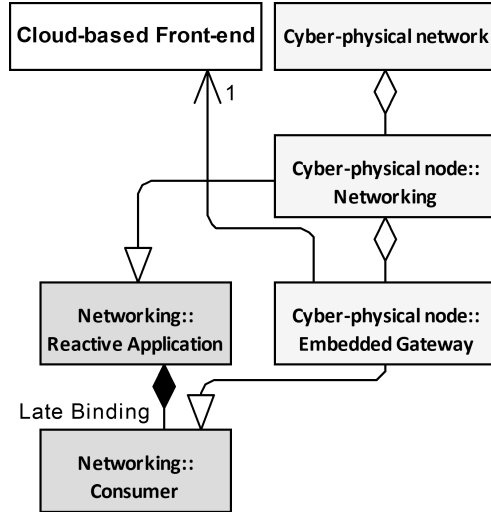 Cloud-based Front-end
Cyber-physical network
1
Cyber-physical node::
Networking
Networking::
Reactive Application
Cyber-physical node::
Embedded Gateway
Late Binding
Networking::
Consumer